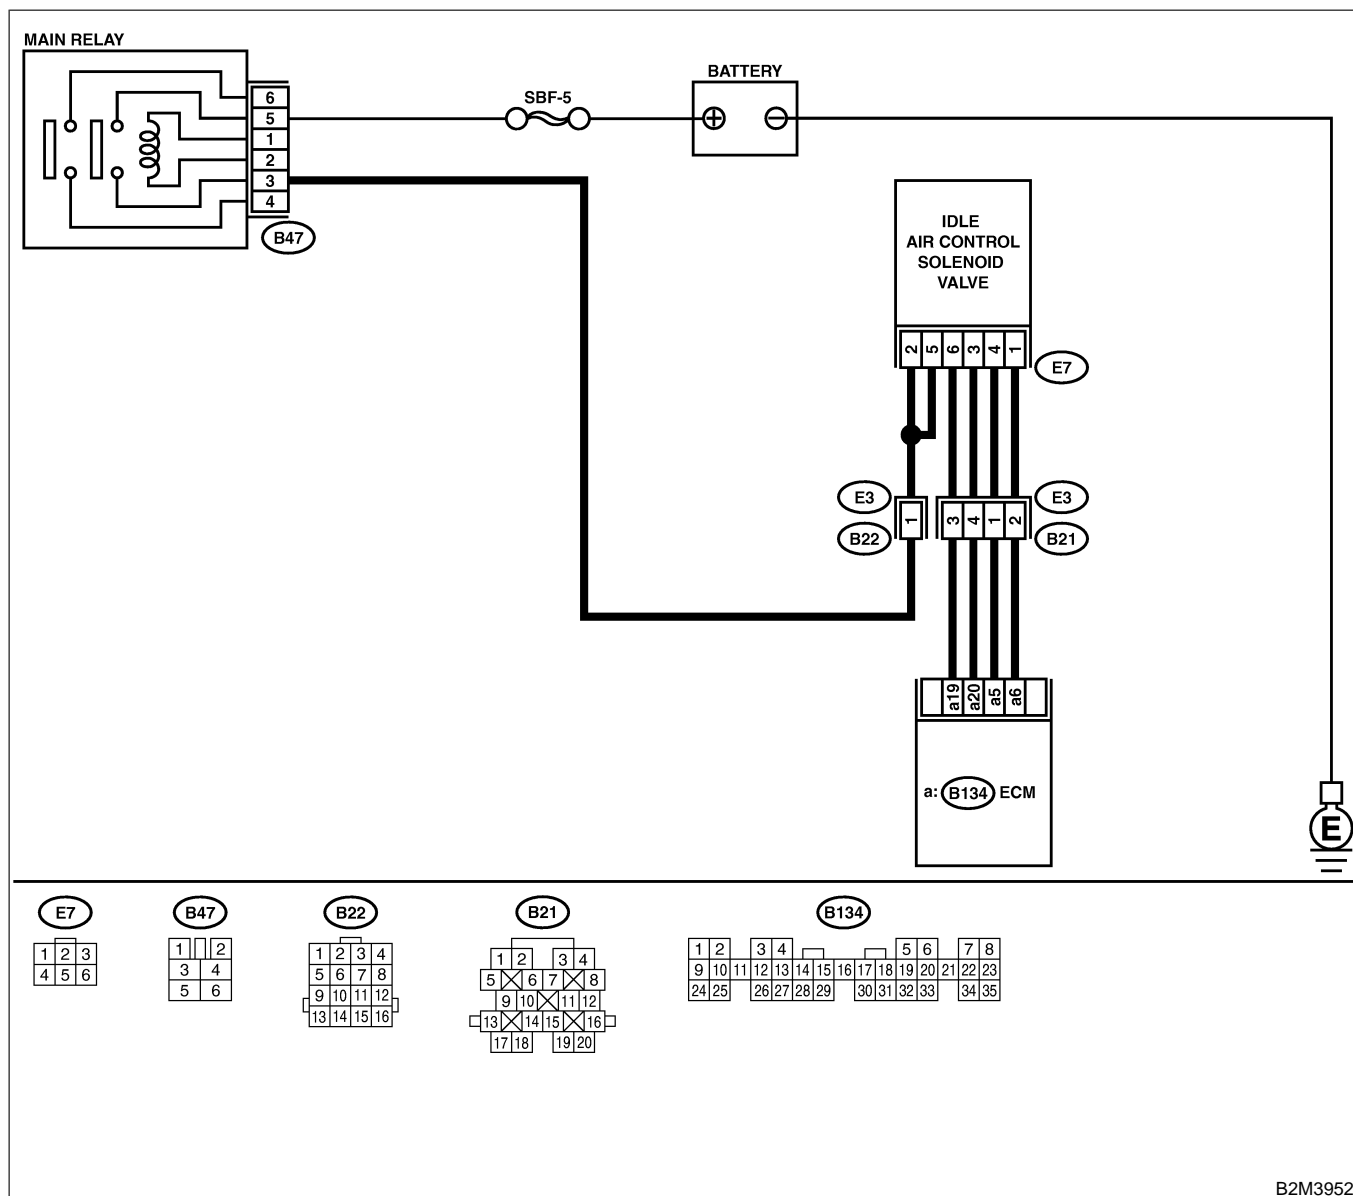 MAIN RELAY
6
5
1
2
3
4
B47
SBF-5
BATTERY
+ −
IDLE
AIR CONTROL
SOLENOID
VALVE
2 5 6 3 4 1
E7
E3
B22
1
3 4 1 2
E3
B21
a19 a20 a5 a6
a: B134 ECM
E
E7
1 2 3
4 5 6
B47
1 2
3 4
5 6
B22
1 2 3 4
5 6 7 8
9 10 11 12
13 14 15 16
B21
1 2 3 4
5 6 7 8
9 10 11 12
13 14 15 16
17 18 19 20
B134
1 2 3 4 5 6 7 8
9 10 11 12 13 14 15 16 17 18 19 20 21 22 23
24 25 26 27 28 29 30 31 32 33 34 35
B2M3952